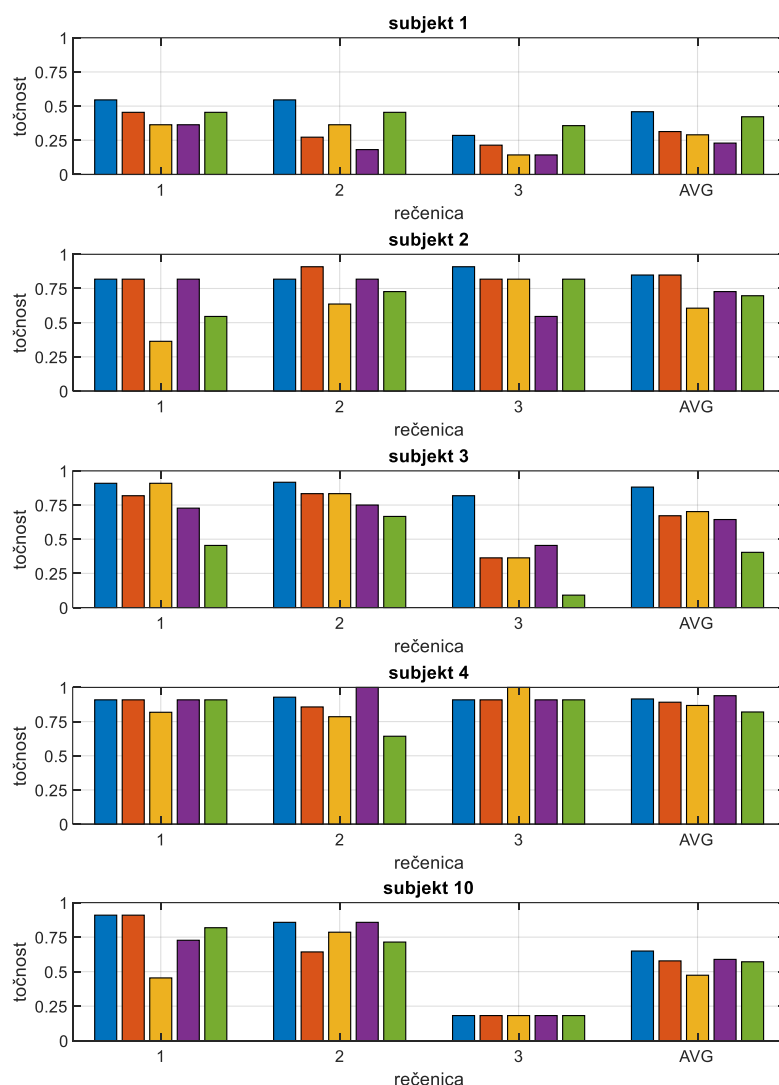 subjekt 1
točnost
1
0.75
0.5
0.25
0
1 2 3 AVG
rečenica
subjekt 2
točnost
1
0.75
0.5
0.25
0
1 2 3 AVG
rečenica
subjekt 3
točnost
1
0.75
0.5
0.25
0
1 2 3 AVG
rečenica
subjekt 4
točnost
1
0.75
0.5
0.25
0
1 2 3 AVG
rečenica
subjekt 10
točnost
1
0.75
0.5
0.25
0
1 2 3 AVG
rečenica